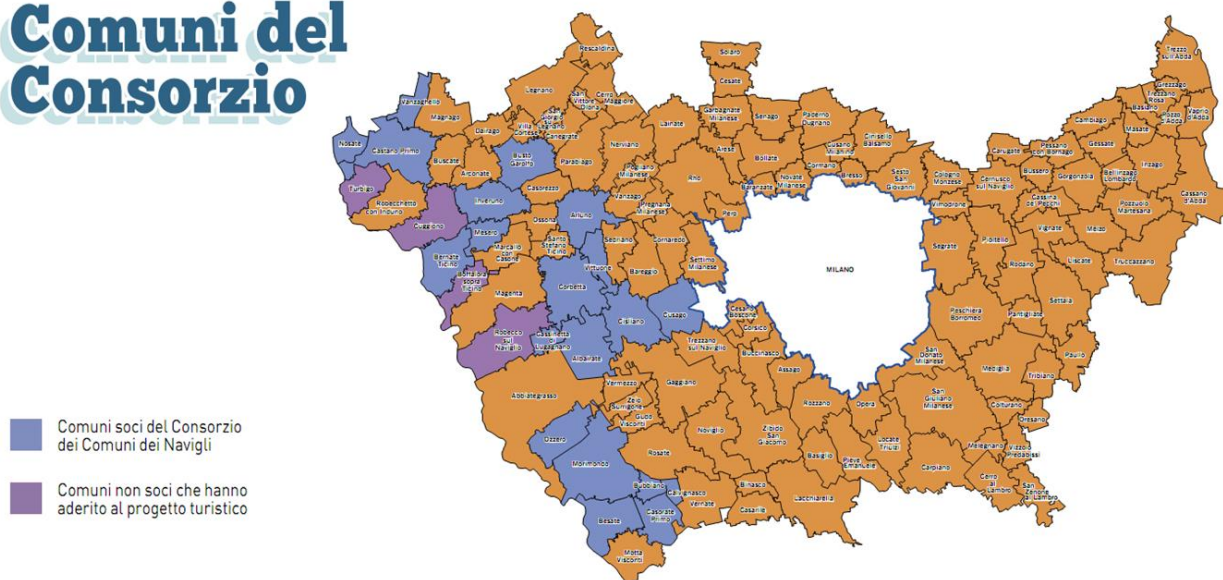 Comuni del
Consorzio
Comuni soci del Consorzio
dei Comuni dei Navigli
Comuni non soci che hanno
aderito al progetto turistico
MILANO
Rescaldina
Legnano
San
Vittore
Olona
Cerro
Maggiore
Vanzaghello
Magnago
Dairago
Villa
Cortese
San
Giorgio
su
Legnano
Canegrate
Nosate
Castano Primo
Buscate
Arconate
Busto
Garolfo
Parabiago
Nerviano
Lainate
Turbigo
Robecchetto
con Induno
Cuggiono
Inveruno
Casorezzo
Pogliano
Milanese
Vanzago
Pregnana
Milanese
Rho
Pero
Mesero
Ossona
Arluno
Bernate
Ticino
Marcallo
con
Casone
Santo
Stefano
Ticino
Vittuone
Sedriano
Bareggio
Cornaredo
Settimo
Milanese
Boffalora
sopra
Ticino
Magenta
Corbetta
Robecco
sul
Naviglio
Cassinetta
di
Lugagnano
Albairate
Cisliano
Cusago
Solaro
Cesate
Garbagnate
Milanese
Senago
Paderno
Dugnano
Arese
Bollate
Cusano
Milanino
Cinisello
Balsamo
Cormano
Bresso
Baranzate
Novate
Milanese
Sesto
San
Giovanni
Cologno
Monzese
Vimodrone
Cernusco
sul Naviglio
Carugate
Pessano
con Bornago
Bussero
Cassina
de' Pecchi
Gorgonzola
Bellinzago
Lombardo
Gessate
Cambiago
Masate
Basiano
Trezzano
Rosa
Grezzago
Trezzo
sull'Adda
Pozzo
d'Adda
Vaprio
d'Adda
Inzago
Cassano
d'Adda
Pozzuolo
Martesana
Melzo
Vignate
Truccazzano
Liscate
Segrate
Pioltello
Rodano
Settala
Pantigliate
Peschiera
Borromeo
Mediglia
Paullo
Tribiano
Colturano
Dresano
Vizzolo
Predabissi
Melegnano
San
Donato
Milanese
San
Giuliano
Milanese
Cerro
al
Lambro
San
Zenone
al Lambro
Carpiano
Locate
Triulzi
Opera
Pieve
Emanuele
Basiglio
Rozzano
Assago
Buccinasco
Corsico
Cesano
Boscone
Trezzano
sul Naviglio
Gaggiano
Zibido
San
Giacomo
Noviglio
Lacchiarella
Binasco
Casarile
Vernate
Calvignasco
Rosate
Gudo
Visconti
Zelo
Surrigone
Vermezzo
Abbiategrasso
Ozzero
Morimondo
Bubbiano
Casorate
Primo
Besate
Motta
Visconti